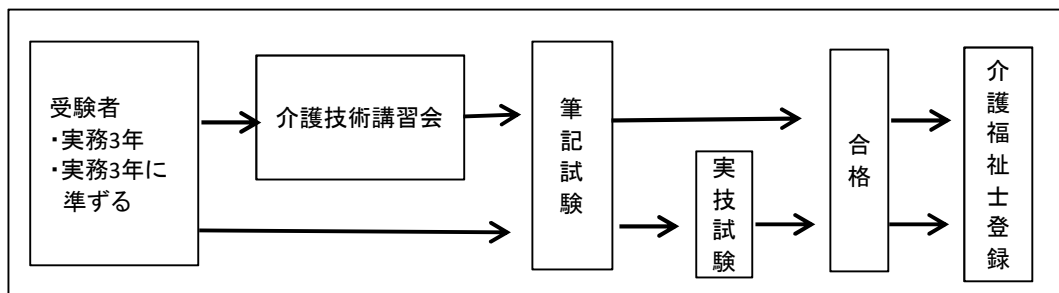 受験者
・実務3年
・実務3年に
準ずる
介護技術講習会
筆記試験
実技試験
合格
介護福祉士登録